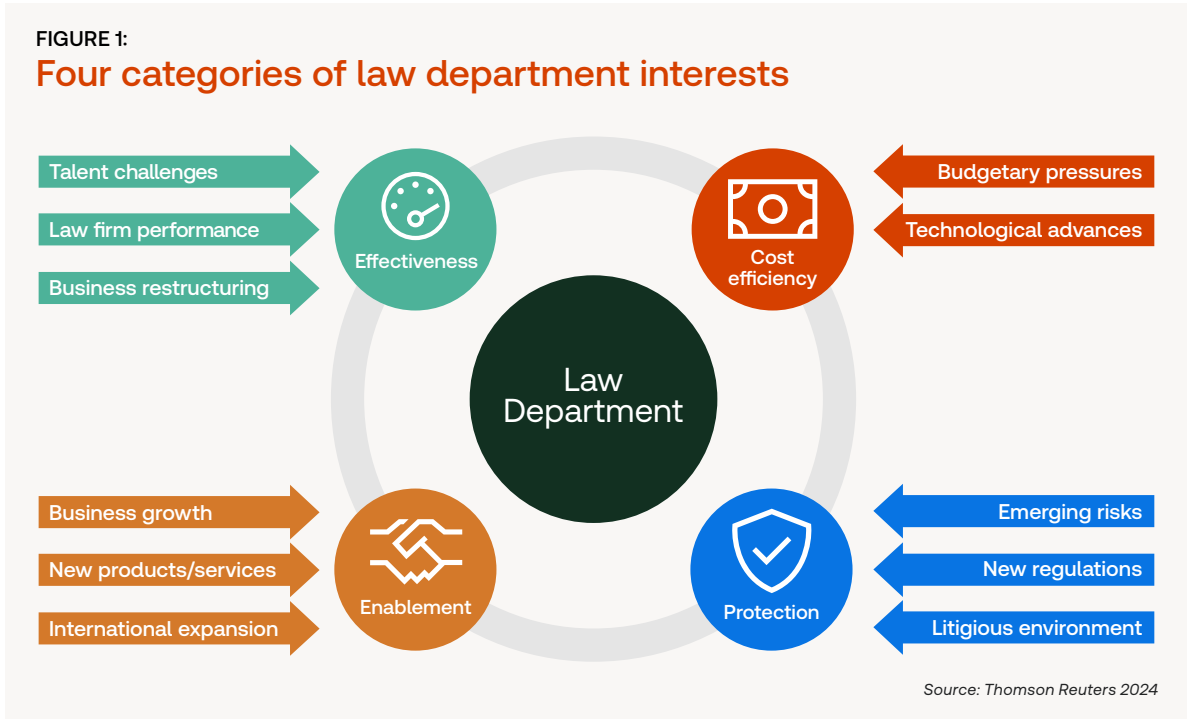 FIGURE 1:
Four categories of law department interests
Talent challenges
Law firm performance
Business restructuring
Effectiveness
Cost
efficiency
Budgetary pressures
Technological advances
Law
Department
Business growth
New products/services
International expansion
Enablement
Protection
Emerging risks
New regulations
Litigious environment
Source: Thomson Reuters 2024